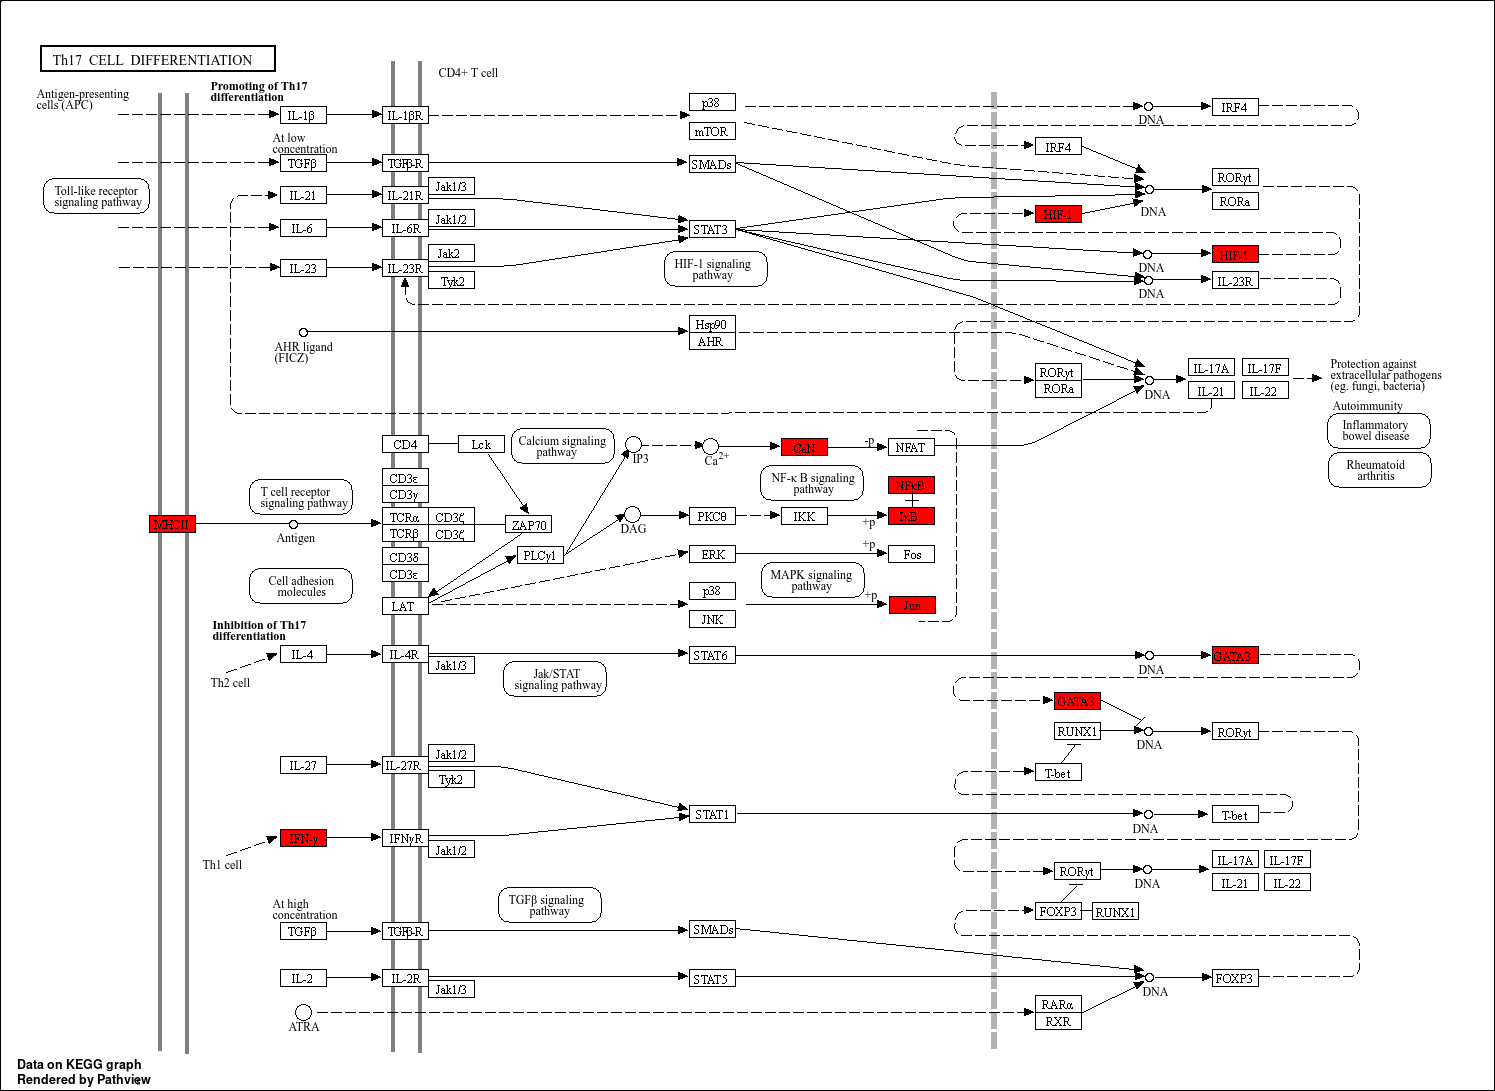 Th17 CELL DIFFERENTIATION
CD4+ T cell
Antigen-presenting
cells (APC)
Promoting of Th17
differentiation
IL-1β
IL-1βR
p38
mTOR
DNA
IRF4
IRF4
At low
concentration
TGFβ
TGFβ-R
SMADs
RORγt
RORa
DNA
Toll-like receptor
signaling pathway
IL-21
IL-21R
Jak1/3
IL-6
IL-6R
Jak1/2
STAT3
HIF-1
HIF-1
DNA
IL-23
IL-23R
Jak2
Tyk2
HIF-1 signaling
pathway
IL-23R
DNA
AHR ligand
(FICZ)
Hsp90
AHR
RORγt
RORa
DNA
IL-17A
IL-17F
IL-21
IL-22
Protection against
extracellular pathogens
(eg. fungi, bacteria)
Autoimmunity
Inflammatory
bowel disease
Rheumatoid
arthritis
CD4
Lck
Calcium signaling
pathway
IP3
Ca2+
CaN
-p
NFAT
CD3ε
CD3γ
T cell receptor
signaling pathway
NF-κ B signaling
pathway
NFκB
MHCII
Antigen
TCRα
CD3ζ
TCRβ
CD3ζ
ZAP70
DAG
PKCθ
IKK
+p
IκB
CD3δ
CD3ε
PLCγ1
ERK
+p
Fos
Cell adhesion
molecules
LAT
p38
JNK
MAPK signaling
pathway
+p
Jun
Inhibition of Th17
differentiation
Th2 cell
IL-4
IL-4R
Jak1/3
Jak/STAT
signaling pathway
STAT6
DNA
GATA3
GATA3
RUNX1
DNA
RORγt
T-bet
IL-27
IL-27R
Jak1/2
Tyk2
STAT1
DNA
T-bet
Th1 cell
IFN-γ
IFNγR
Jak1/2
RORγt
DNA
IL-17A
IL-17F
IL-21
IL-22
TGFβ signaling
pathway
FOXP3
RUNX1
At high
concentration
TGFβ
TGFβ-R
SMADs
IL-2
IL-2R
Jak1/3
STAT5
DNA
FOXP3
ATRA
RARα
RXR
Data on KEGG graph
Rendered by Pathview